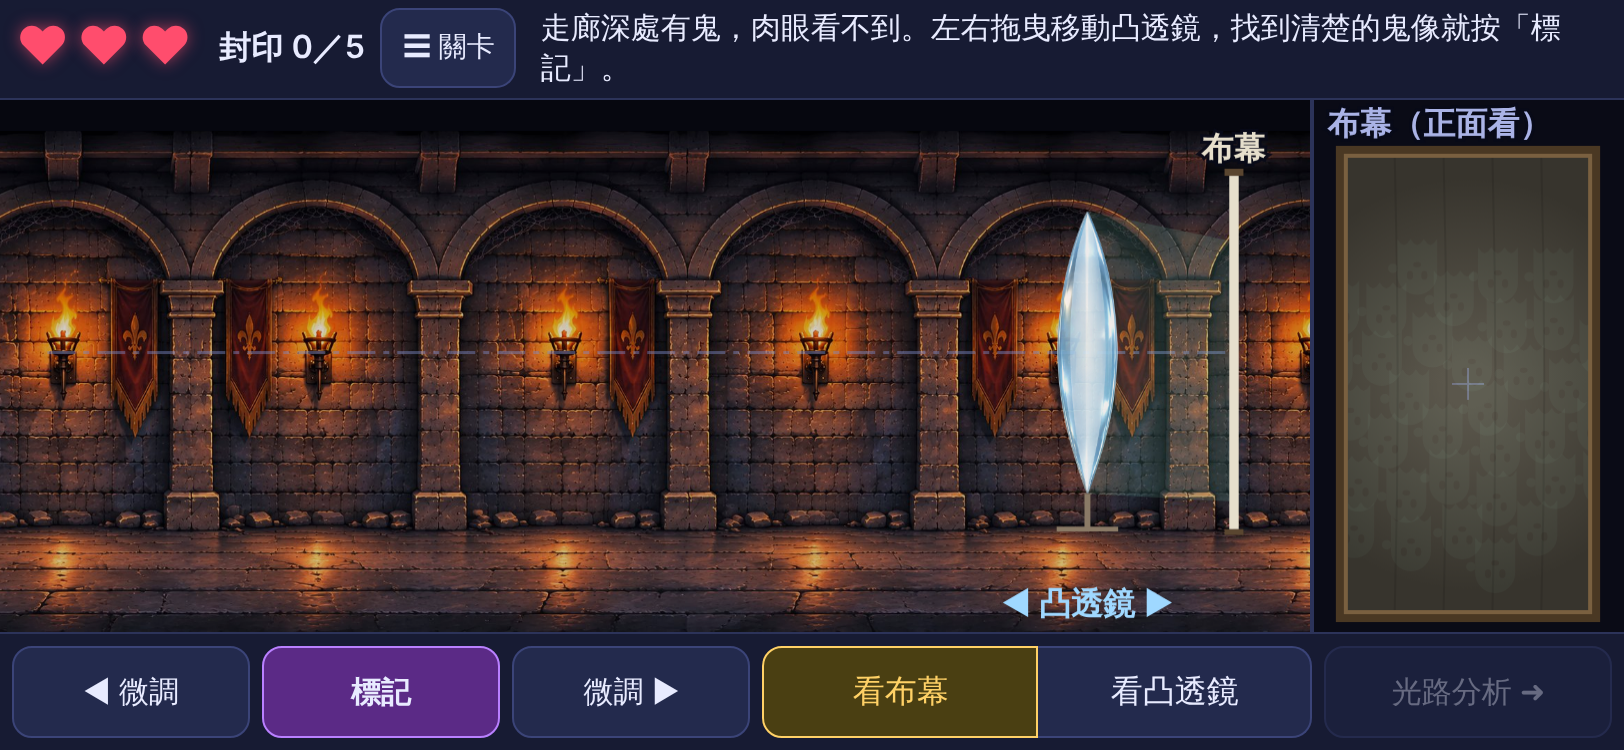 封印 0／5
☰ 關卡
走廊深處有鬼，肉眼看不到。左右拖曳移動凸透鏡，找到清楚的鬼像就按「標
記」。
布幕
布幕（正面看）
◀ 凸透鏡 ▶
◀ 微調
標記
微調 ▶
看布幕
看凸透鏡
光路分析 ➜